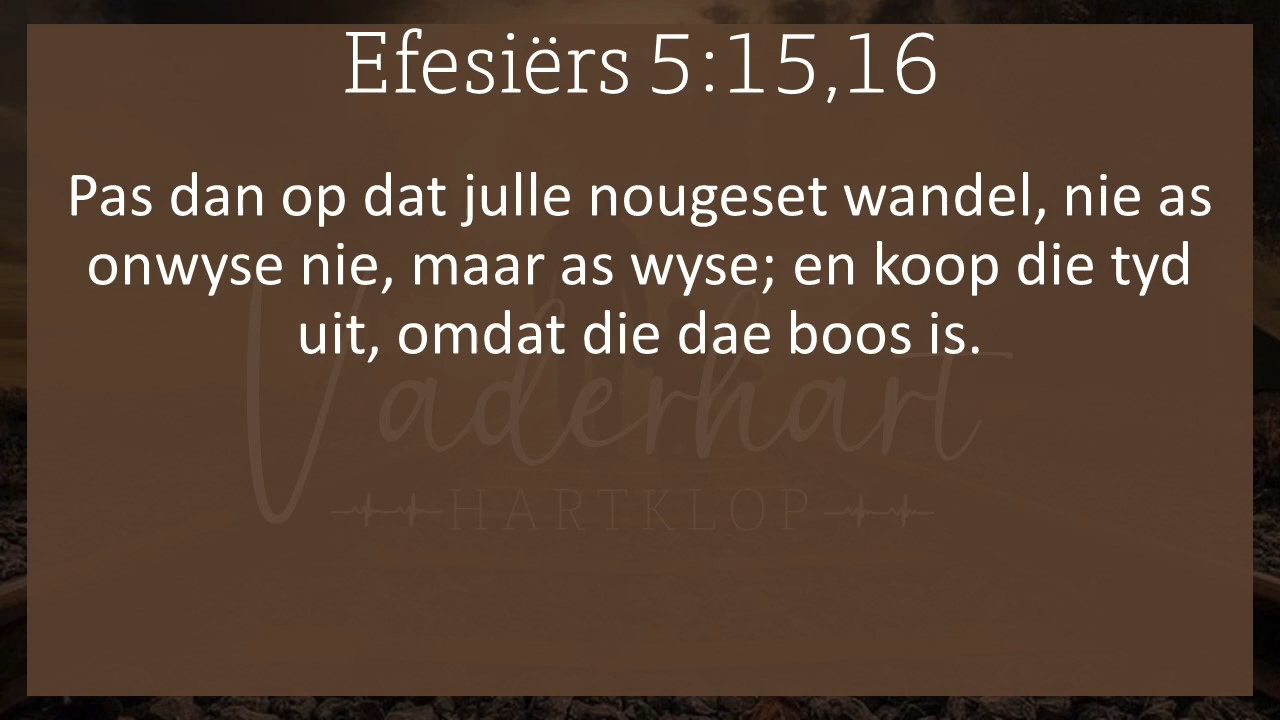 Efesiërs 5:15,16
Pas dan op dat julle nougeset wandel, nie as
onwyse nie, maar as wyse; en koop die tyd
uit, omdat die dae boos is.
Vaderhart
HARTKLOP